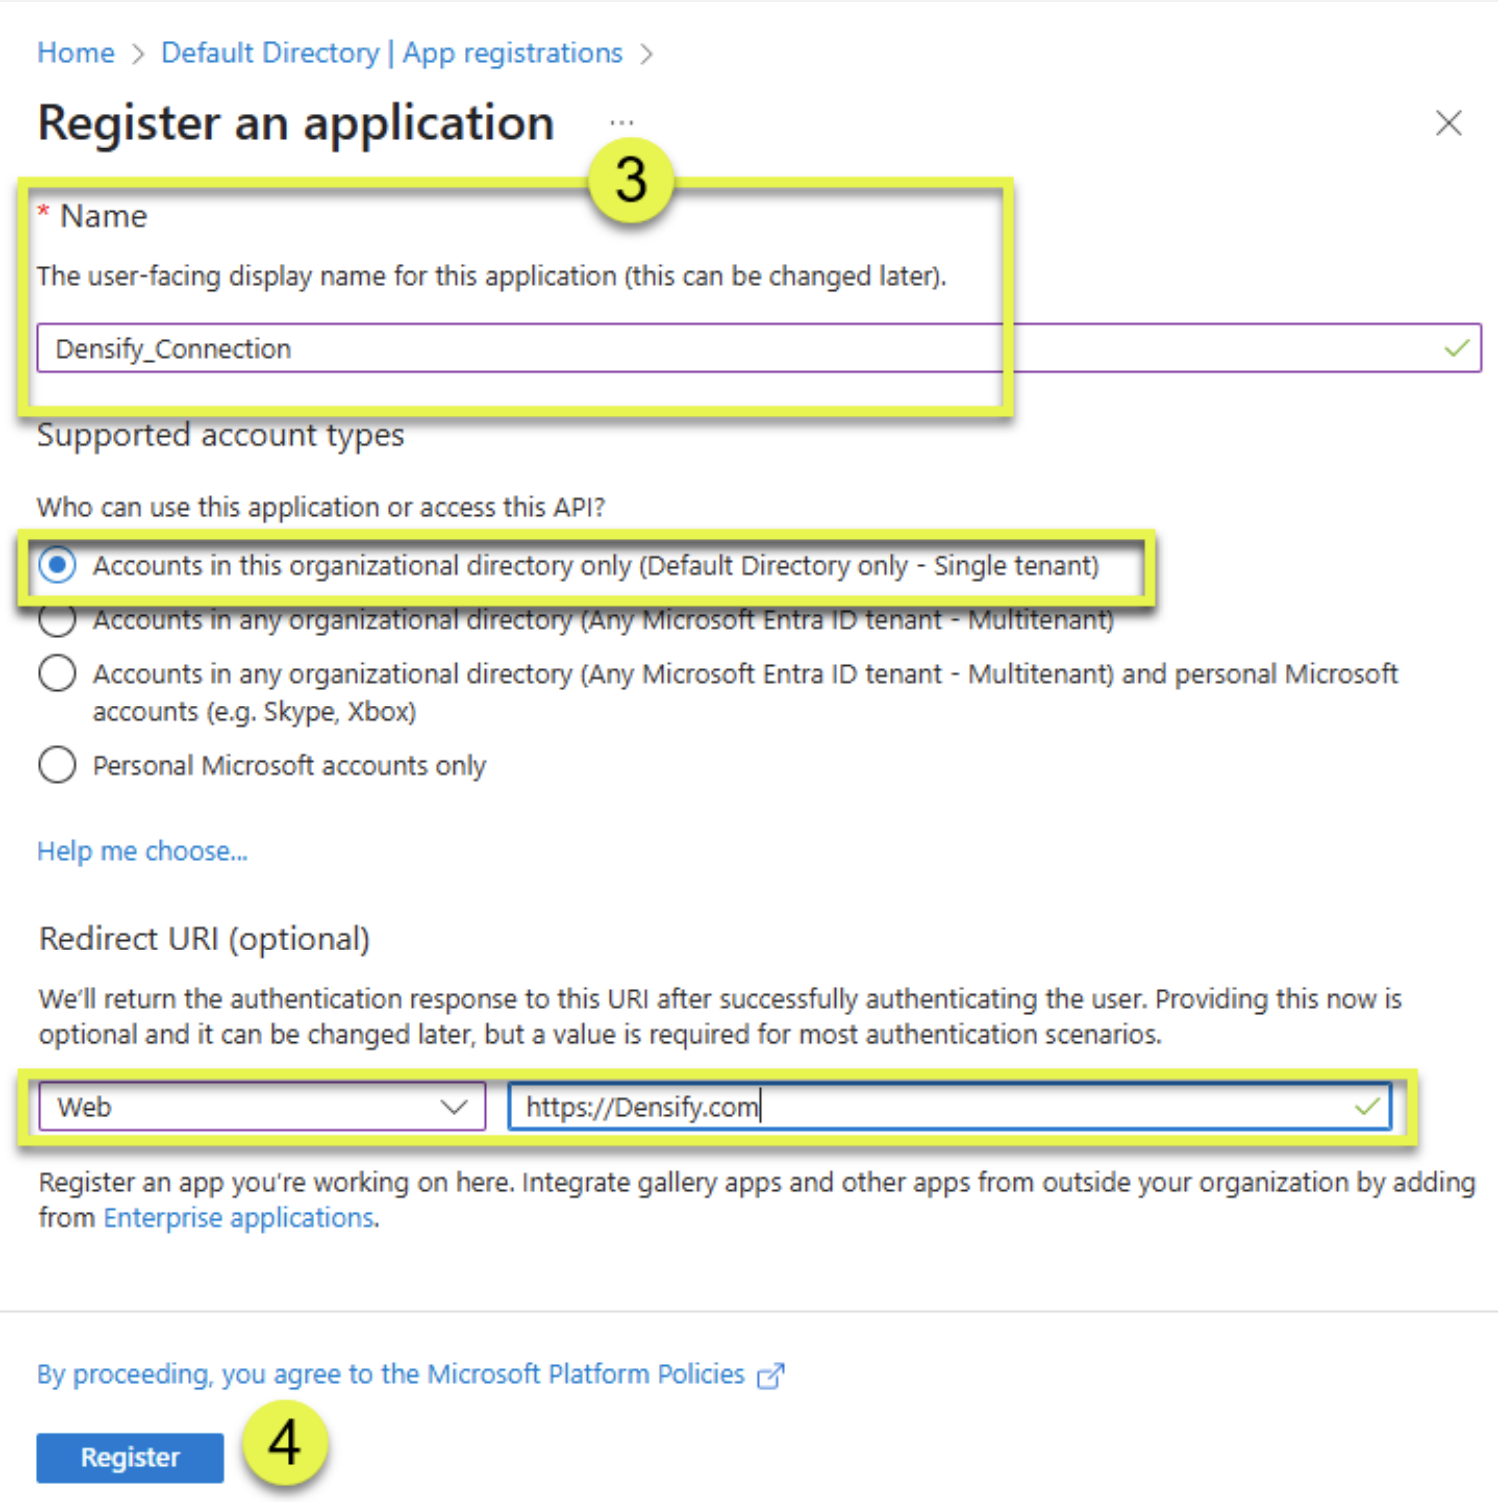 Home > Default Directory | App registrations >
Register an application ...
3
* Name
The user-facing display name for this application (this can be changed later).
Densify_Connection
Supported account types
Who can use this application or access this API?
Accounts in this organizational directory only (Default Directory only - Single tenant)
Accounts in any organizational directory (Any Microsoft Entra ID tenant - Multitenant)
Accounts in any organizational directory (Any Microsoft Entra ID tenant - Multitenant) and personal Microsoft
accounts (e.g. Skype, Xbox)
Personal Microsoft accounts only
Help me choose...
Redirect URI (optional)
We'll return the authentication response to this URI after successfully authenticating the user. Providing this now is
optional and it can be changed later, but a value is required for most authentication scenarios.
Web https://Densify.com
Register an app you're working on here. Integrate gallery apps and other apps from outside your organization by adding
from Enterprise applications.
By proceeding, you agree to the Microsoft Platform Policies
Register 4